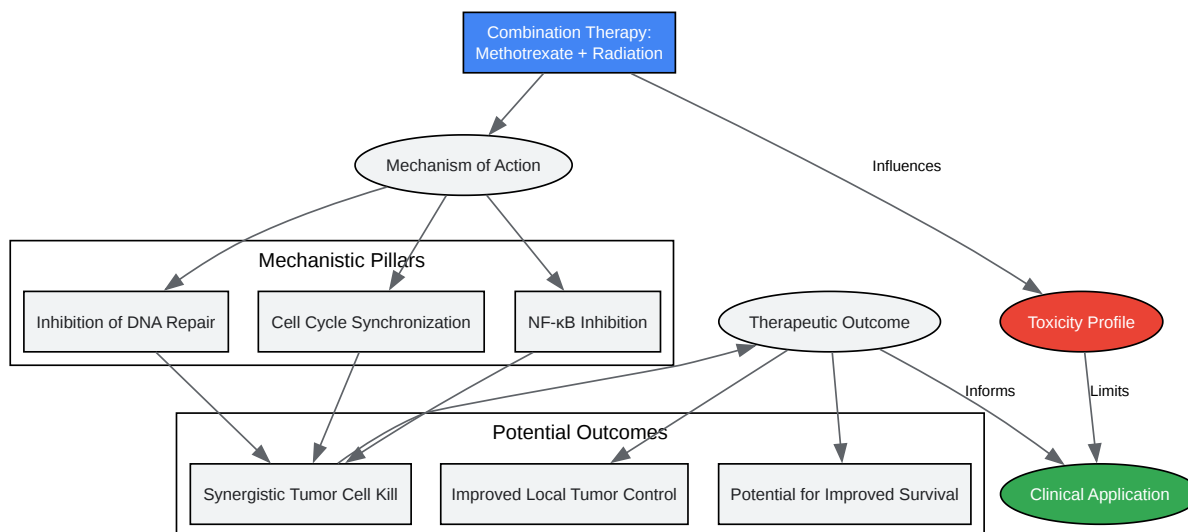 Combination Therapy:
Methotrexate + Radiation
Mechanism of Action
Influences
Mechanistic Pillars
Inhibition of DNA Repair
Cell Cycle Synchronization
NF-κB Inhibition
Therapeutic Outcome
Toxicity Profile
Informs
Limits
Potential Outcomes
Synergistic Tumor Cell Kill
Improved Local Tumor Control
Potential for Improved Survival
Clinical Application